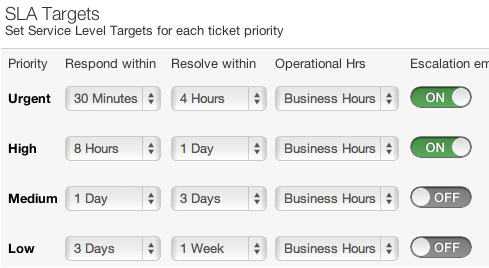 SLA Targets
Set Service Level Targets for each ticket priority
Priority Respond within Resolve within Operational Hrs Escalation em
Urgent 30 Minutes 4 Hours Business Hours ON
High 8 Hours 1 Day Business Hours ON
Medium 1 Day 3 Days Business Hours OFF
Low 3 Days 1 Week Business Hours OFF